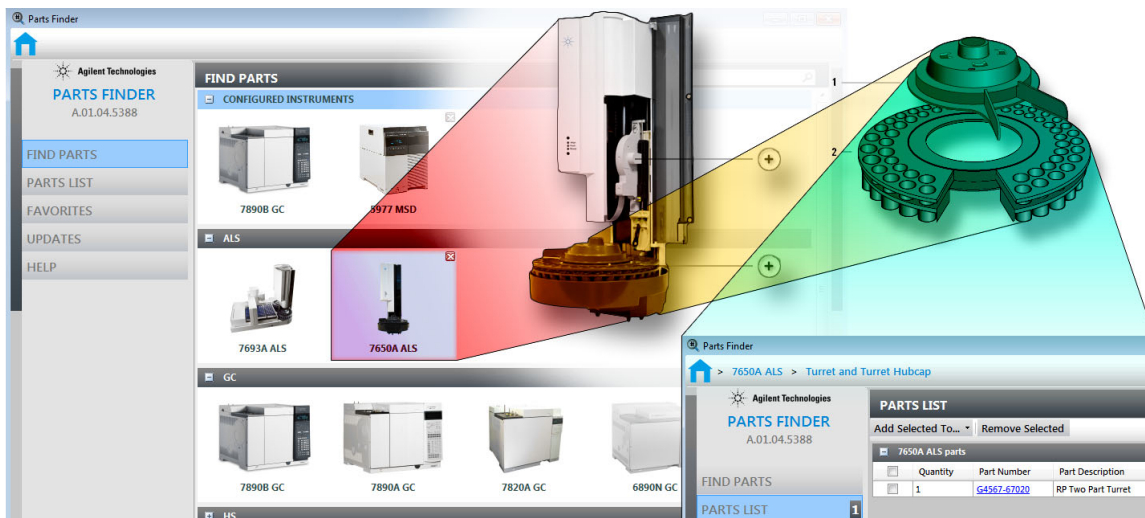 Parts Finder
Agilent Technologies
PARTS FINDER
A.01.04.5388
FIND PARTS
PARTS LIST
FAVORITES
UPDATES
HELP
FIND PARTS
CONFIGURED INSTRUMENTS
7890B GC
5977 MSD
ALS
7693A ALS
7650A ALS
GC
7890B GC
7890A GC
7820A GC
6890N GC
HS
1
2
Parts Finder
> 7650A ALS > Turret and Turret Hubcap
Agilent Technologies
PARTS FINDER
A.01.04.5388
FIND PARTS
PARTS LIST 1
PARTS LIST
Add Selected To... Remove Selected
7650A ALS parts
Quantity Part Number Part Description
1 G4567-67020 RP Two Part Turret